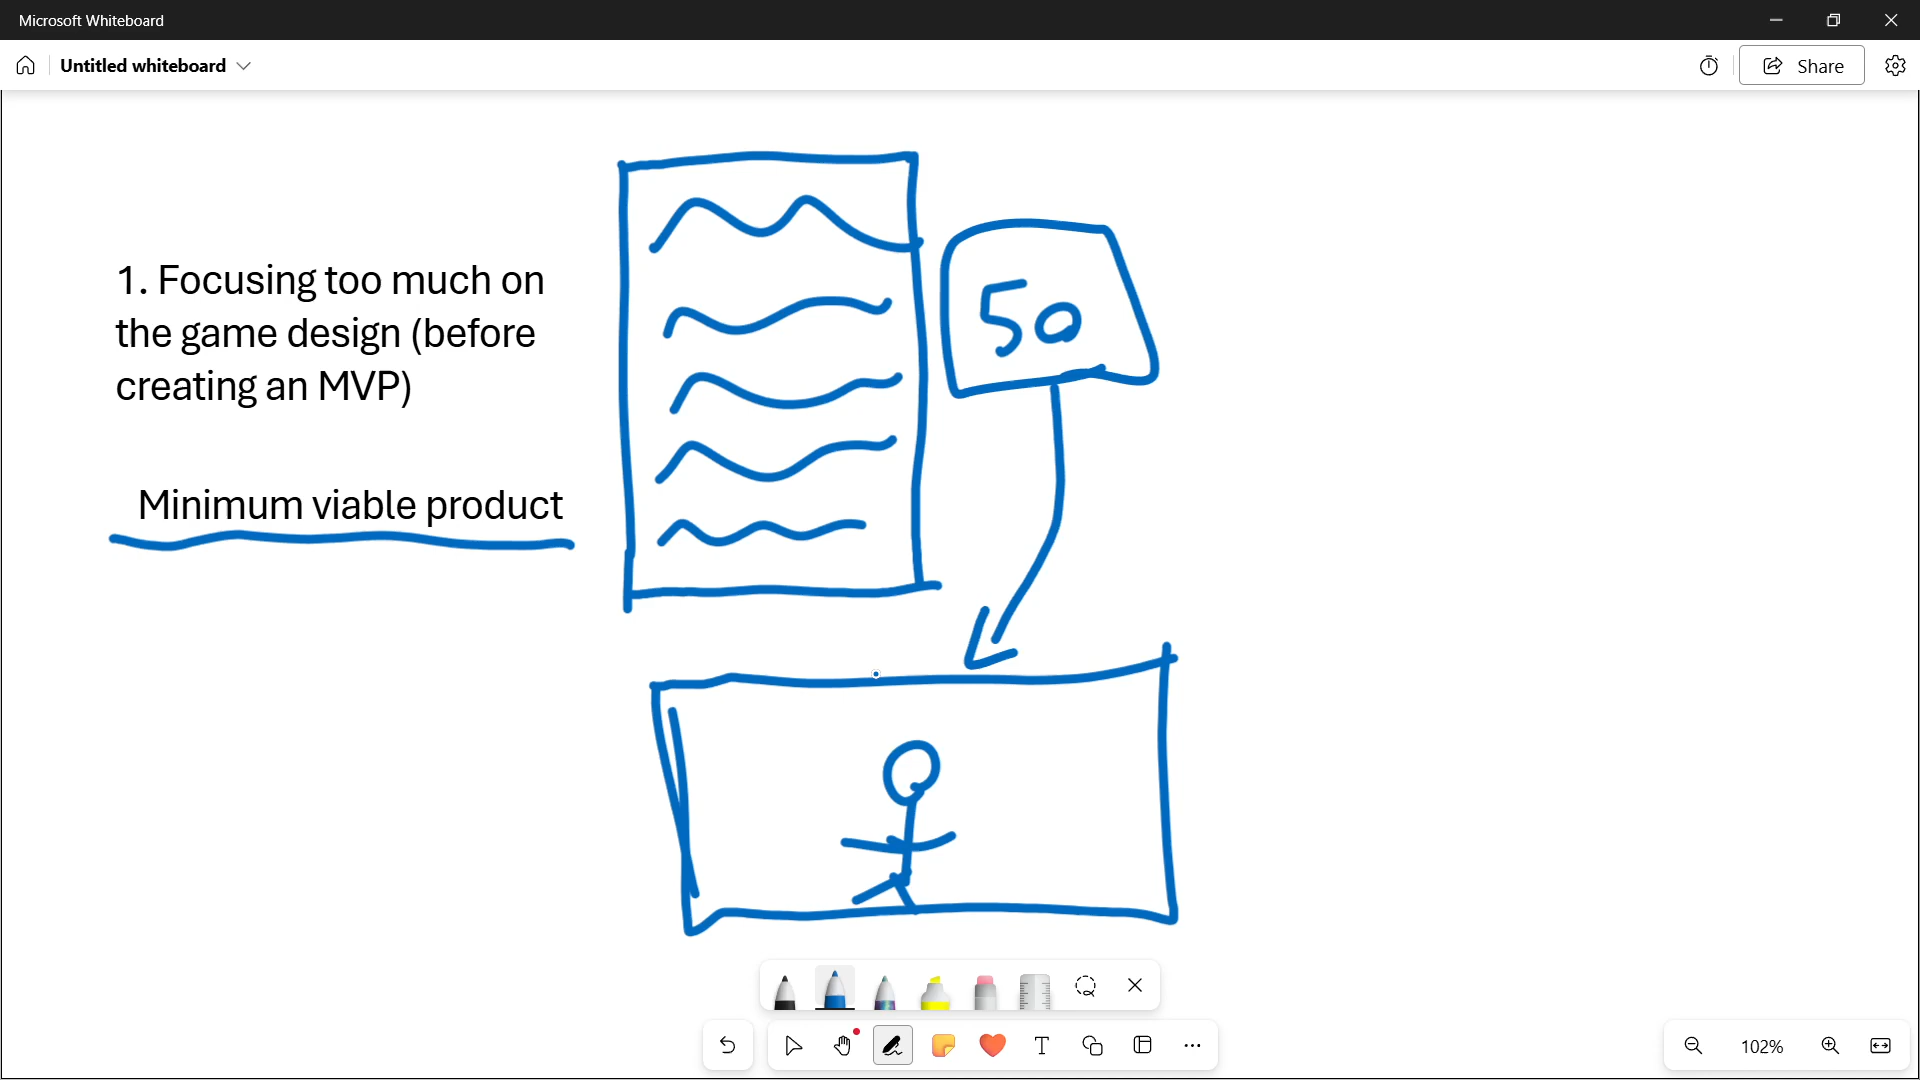 Microsoft Whiteboard
Untitled whiteboard
Share
1. Focusing too much on
the game design (before
creating an MVP)
Minimum viable product
50
102%